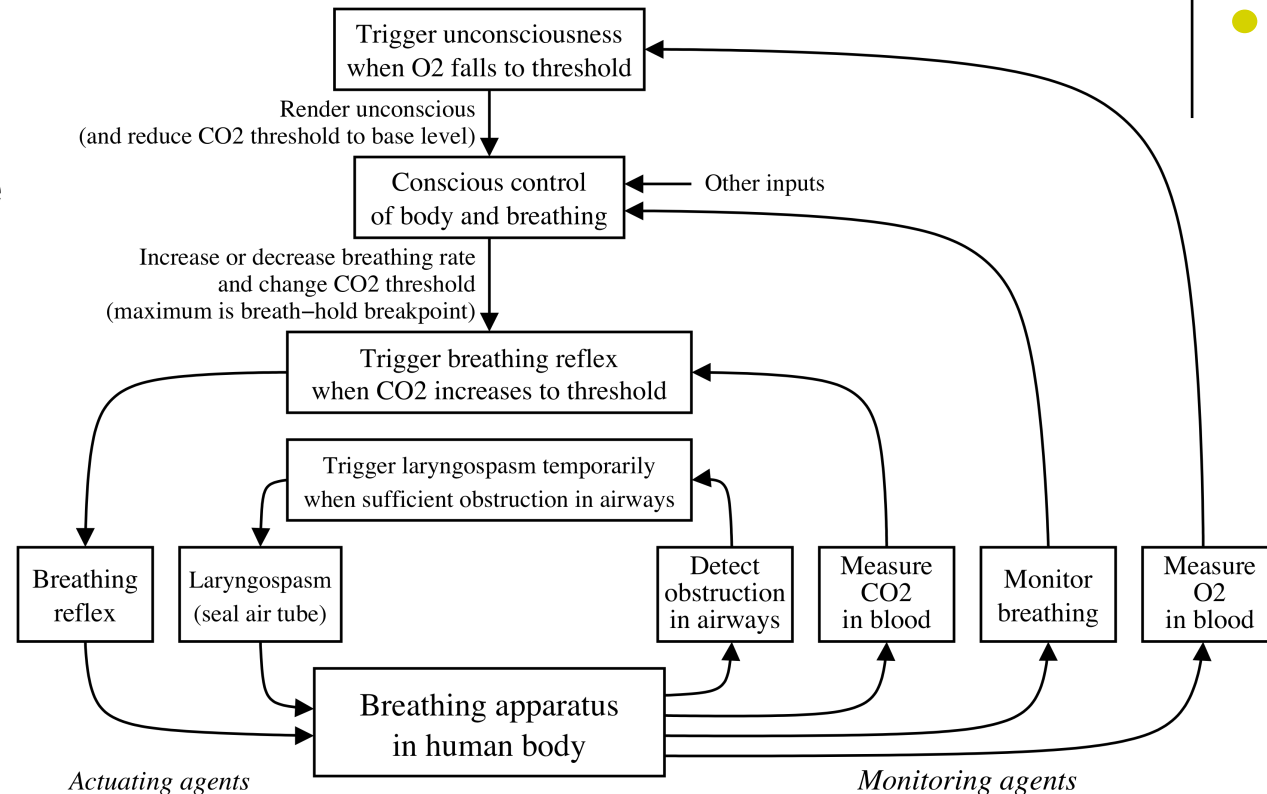 Trigger unconsciousness
when O2 falls to threshold
Render unconscious
(and reduce CO2 threshold to base level)
Conscious control
of body and breathing
Other inputs
Increase or decrease breathing rate
and change CO2 threshold
(maximum is breath−hold breakpoint)
Trigger breathing reflex
when CO2 increases to threshold
Trigger laryngospasm temporarily
when sufficient obstruction in airways
Breathing
reflex
Laryngospasm
(seal air tube)
Detect
obstruction
in airways
Measure
CO2
in blood
Monitor
breathing
Measure
O2
in blood
Breathing apparatus
in human body
Actuating agents
Monitoring agents